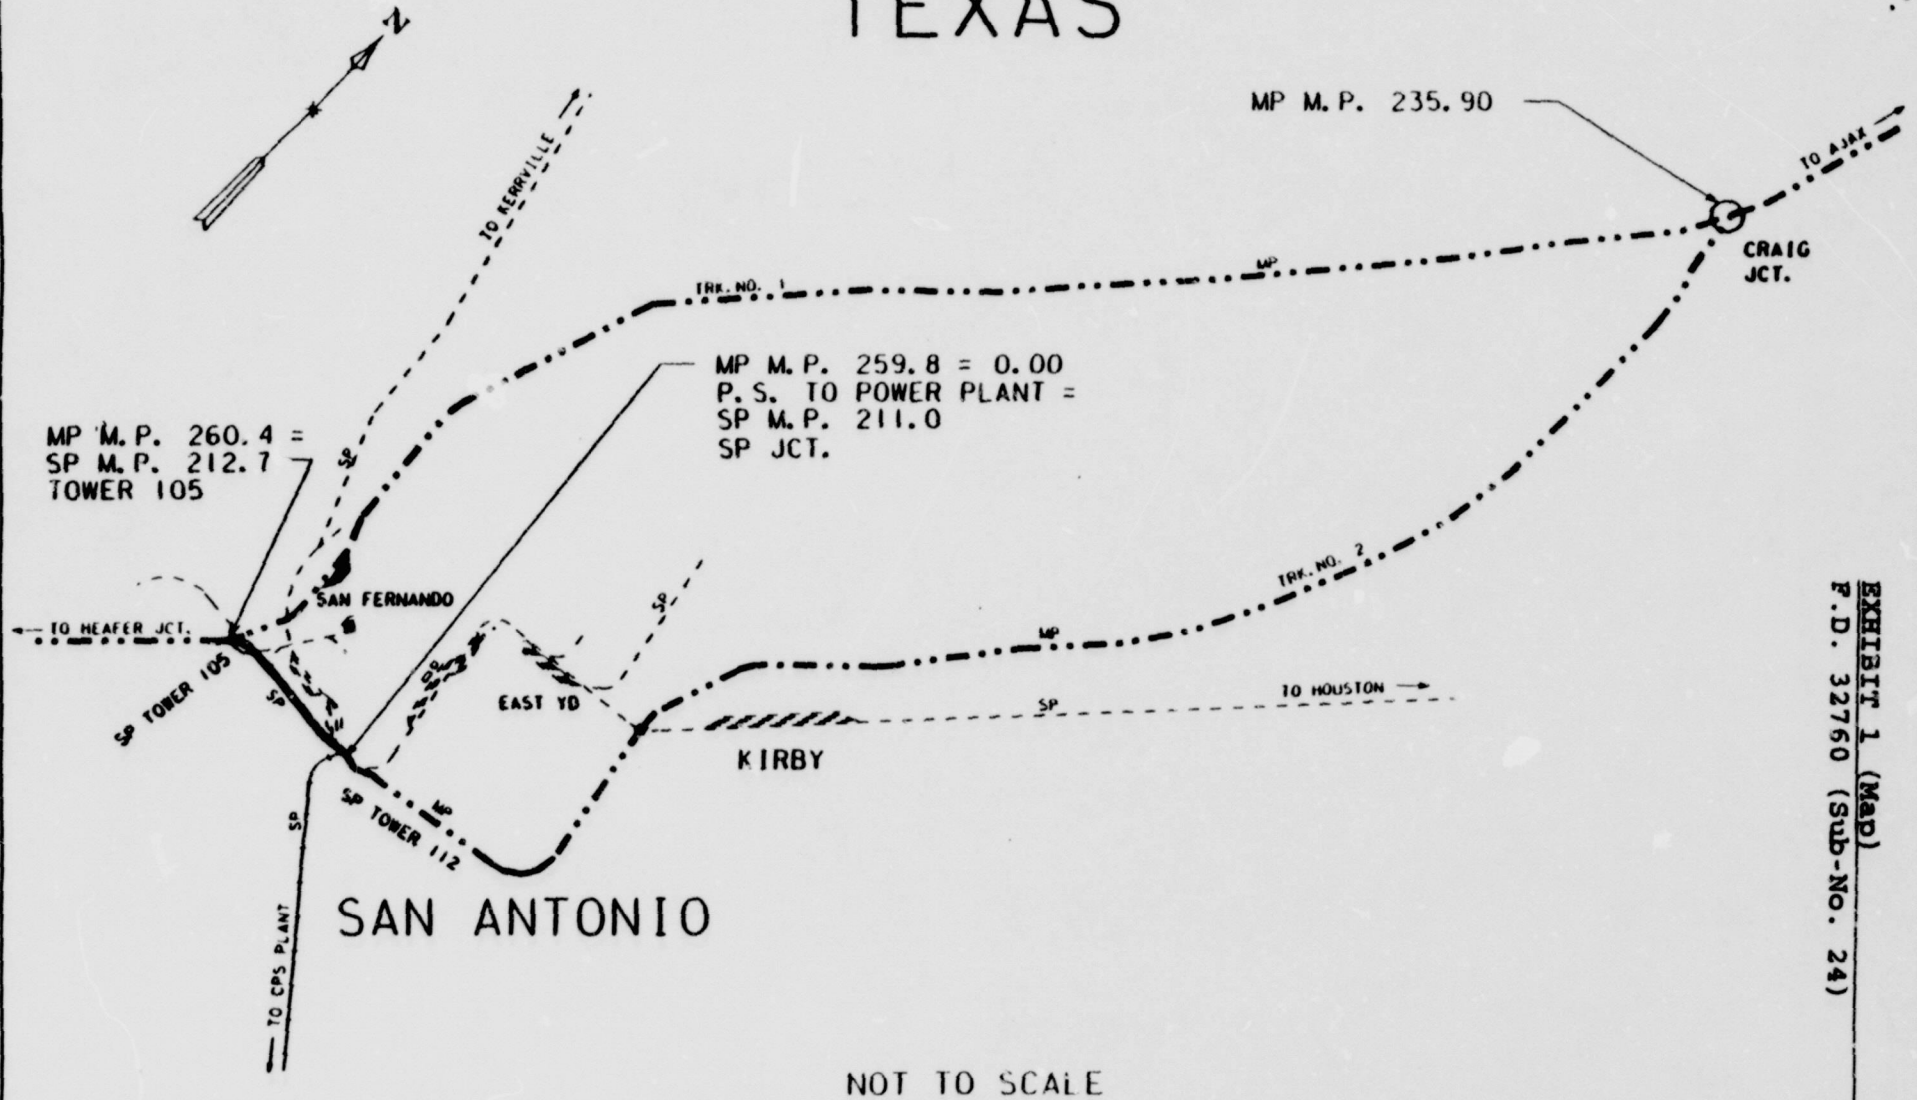 TEXAS
N
MP M.P. 235.90
TO AJAX
TO KERRVILLE
CRAIG
JCT.
MP
TRK. NO. 1
MP M.P. 259.8 = 0.00
P.S. TO POWER PLANT =
SP M.P. 211.0
SP JCT.
MP M.P. 260.4 =
SP M.P. 212.7
TOWER 105
SP
TRK. NO. 2
SAN FERNANDO
SP
TO HEAFER JCT.
MP
SP TOWER 105
SP
EAST YD
TO HOUSTON
SP
KIRBY
SP TOWER 112
MP
SP
SAN ANTONIO
TO CPS PLANT
NOT TO SCALE
EXHIBIT 1 (Map)
F.D. 32760 (Sub-No. 24)